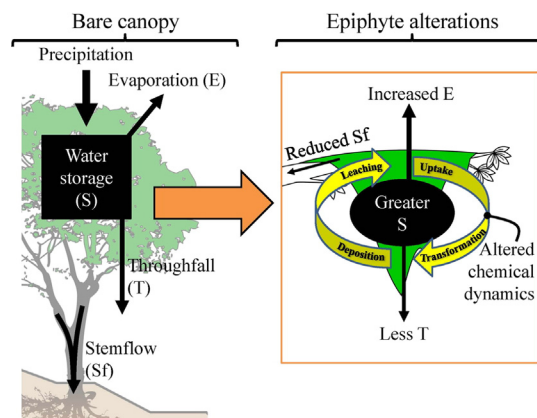 Bare canopy
Precipitation
Evaporation (E)
Water
storage
(S)
Throughfall
(T)
Stemflow
(Sf)
Epiphyte alterations
Increased E
Reduced Sf
Leaching
Uptake
Greater
S
Deposition
Transformation
Altered
chemical
dynamics
Less T